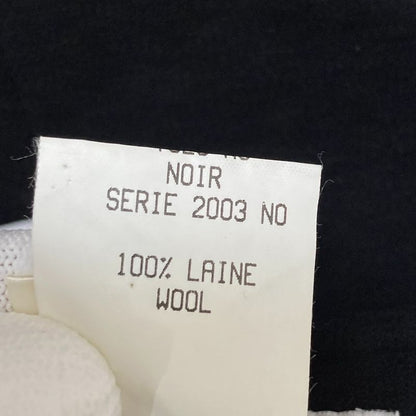 NOIR
SERIE 2003 NO
100% LAINE
WOOL